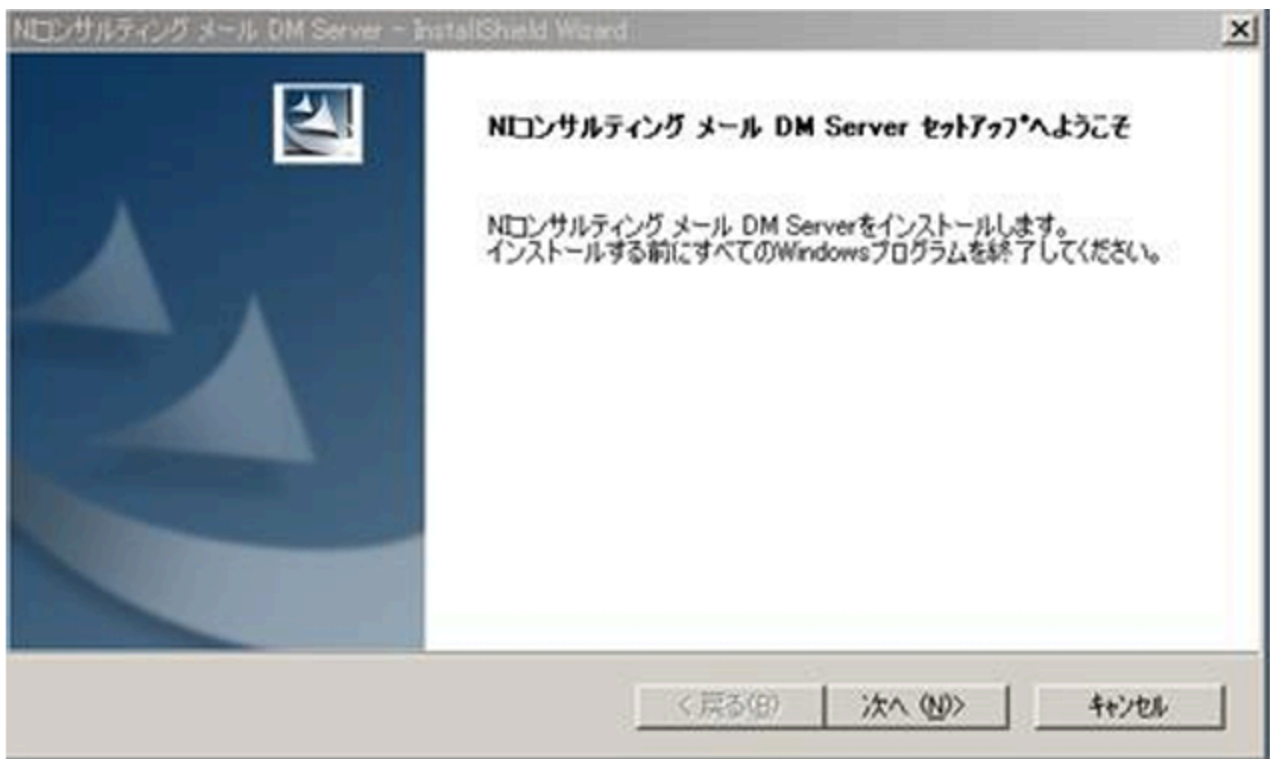 NIコンサルティング メール DM Server - InstallShield Wizard
NIコンサルティング メール DM Server ｾｯﾄｱｯﾌﾟへようこそ
NIコンサルティング メール DM Serverをインストールします。
インストールする前にすべてのWindowsプログラムを終了してください。
< 戻る(B)
次へ (N)>
ｷｬﾝｾﾙ